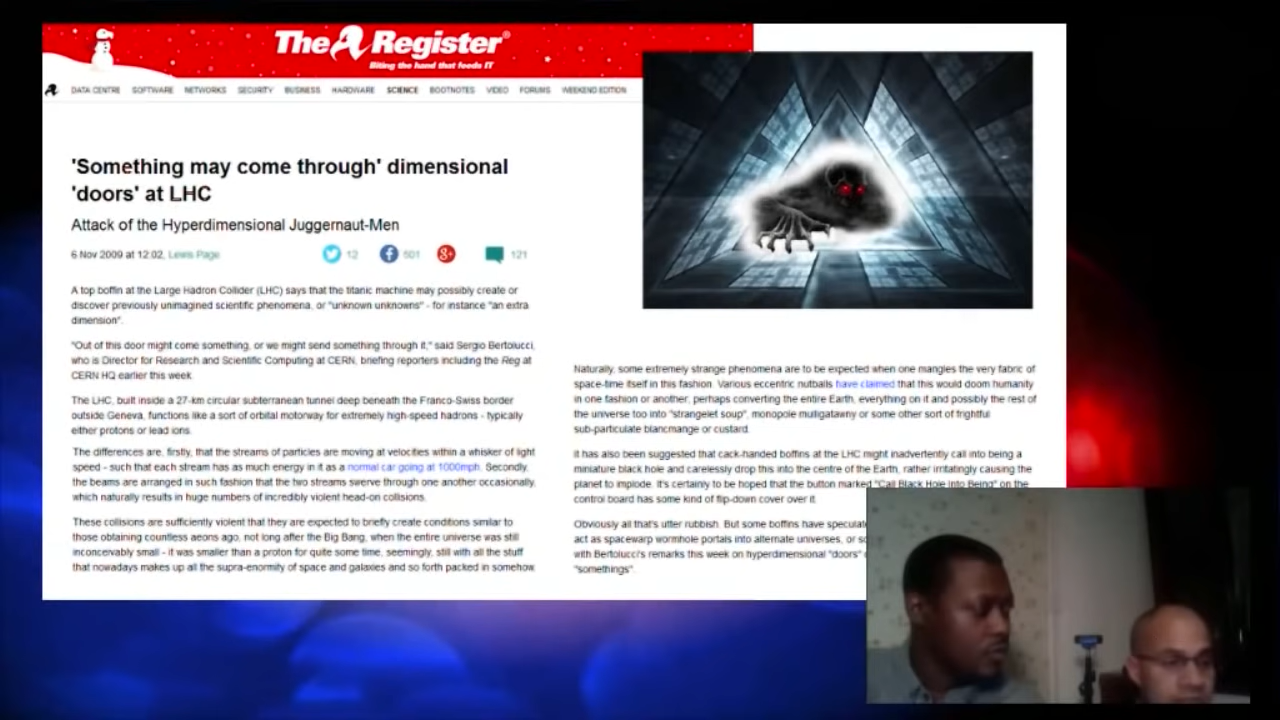 The Register®
Biting the hand that feeds IT
DATA CENTRE SOFTWARE NETWORKS SECURITY BUSINESS HARDWARE SCIENCE BOOTNOTES VIDEO FORUMS WEEKEND EDITION
'Something may come through' dimensional
'doors' at LHC
Attack of the Hyperdimensional Juggernaut-Men
6 Nov 2009 at 12:02, Lewis Page 12 601 121
A top boffin at the Large Hadron Collider (LHC) says that the titanic machine may possibly create or
discover previously unimagined scientific phenomena, or "unknown unknowns" - for instance "an extra
dimension".
"Out of this door might come something, or we might send something through it," said Sergio Bertolucci,
who is Director for Research and Scientific Computing at CERN, briefing reporters including the Reg at
CERN HQ earlier this week.
The LHC, built inside a 27-km circular subterranean tunnel deep beneath the Franco-Swiss border
outside Geneva, functions like a sort of orbital motorway for extremely high-speed hadrons - typically
either protons or lead ions.
The differences are, firstly, that the streams of particles are moving at velocities within a whisker of light
speed - such that each stream has as much energy in it as a normal car going at 1000mph. Secondly,
the beams are arranged in such fashion that the two streams swerve through one another occasionally,
which naturally results in huge numbers of incredibly violent head-on collisions.
These collisions are sufficiently violent that they are expected to briefly create conditions similar to
those obtaining countless aeons ago, not long after the Big Bang, when the entire universe was still
inconceivably small - it was smaller than a proton for quite some time, seemingly, still with all the stuff
that nowadays makes up all the supra-enormity of space and galaxies and so forth packed in somehow.
Naturally, some extremely strange phenomena are to be expected when one mangles the very fabric of
space-time itself in this fashion. Various eccentric nutballs have claimed that this would doom humanity
in one fashion or another, perhaps converting the entire Earth, everything on it and possibly the rest of
the universe too into "strangelet soup", monopole mulligatawny or some other sort of frightful
sub-particulate blancmange or custard.
It has also been suggested that cack-handed boffins at the LHC might inadvertently call into being a
miniature black hole and carelessly drop this into the centre of the Earth, rather irritatingly causing the
planet to implode. It's certainly to be hoped that the button marked "Call Black Hole Into Being" on the
control board has some kind of flip-down cover over it.
Obviously all that's utter rubbish. But some boffins have speculate
act as spacewarp wormhole portals into alternate universes, or so
with Bertolucci's remarks this week on hyperdimensional "doors"
"somethings".